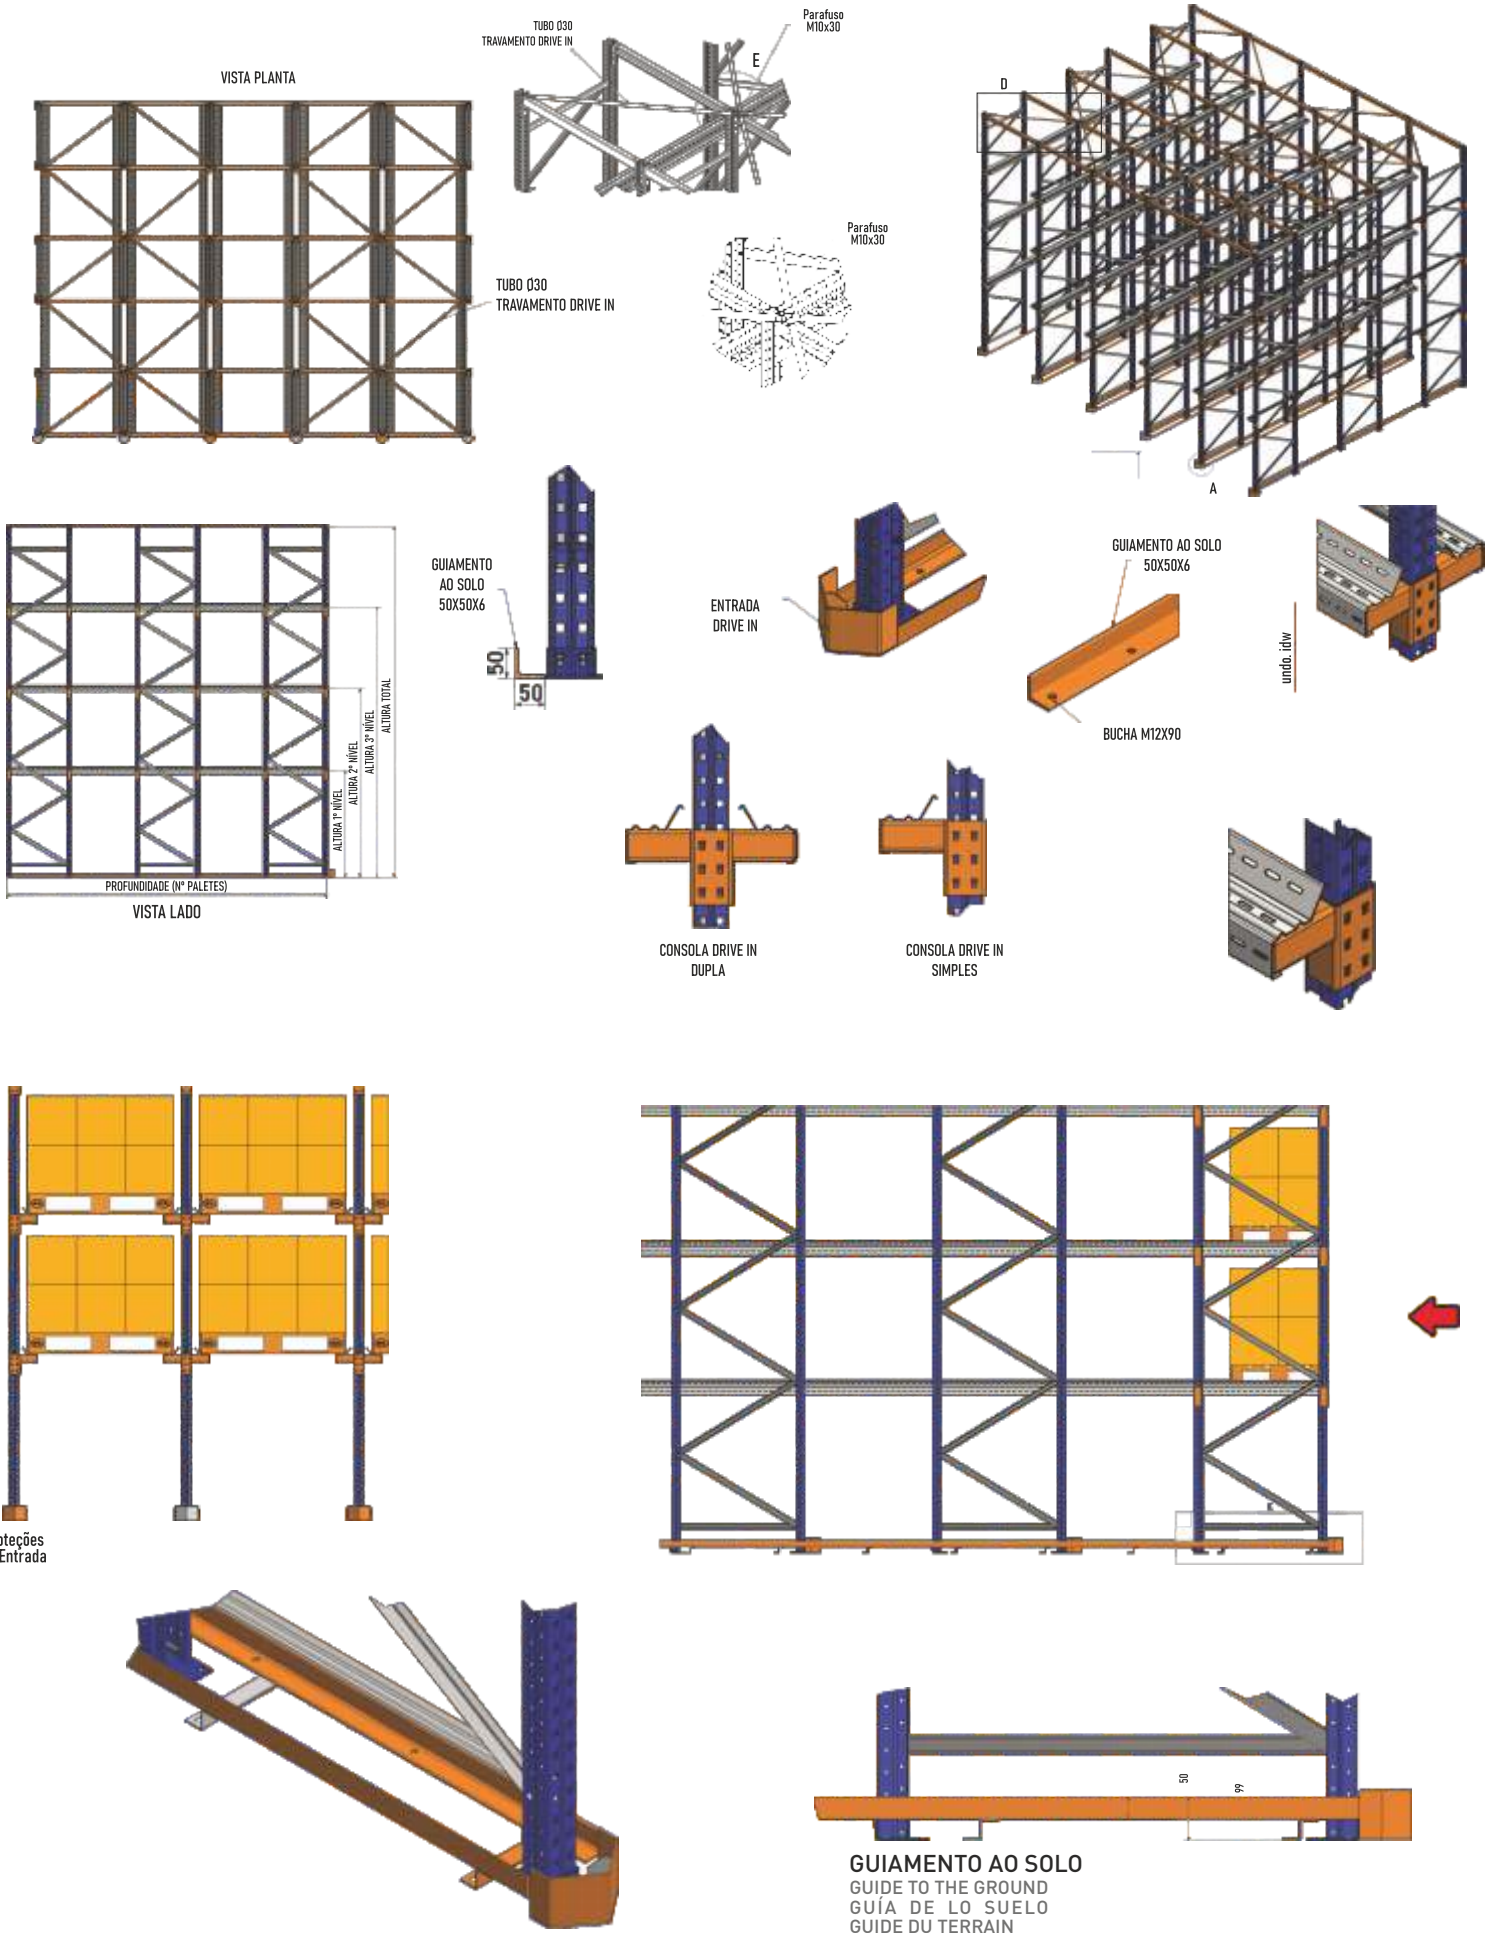 TUBO Ø30
TRAVAMENTO DRIVE IN
Parafuso
M10x30
E
D
VISTA PLANTA
Parafuso
M10x30
TUBO Ø30
TRAVAMENTO DRIVE IN
A
GUIAMENTO
AO SOLO
50X50X6
50
50
ENTRADA
DRIVE IN
GUIAMENTO AO SOLO
50X50X6
BUCHA M12X90
undo. idw
ALTURA 1º NÍVEL
ALTURA 2º NÍVEL
ALTURA 3º NÍVEL
ALTURA TOTAL
PROFUNDIDADE (Nº PALETES)
VISTA LADO
CONSOLA DRIVE IN
DUPLA
CONSOLA DRIVE IN
SIMPLES
oteções
Entrada
50
99
GUIAMENTO AO SOLO
GUIDE TO THE GROUND
GUÍA DE LO SUELO
GUIDE DU TERRAIN